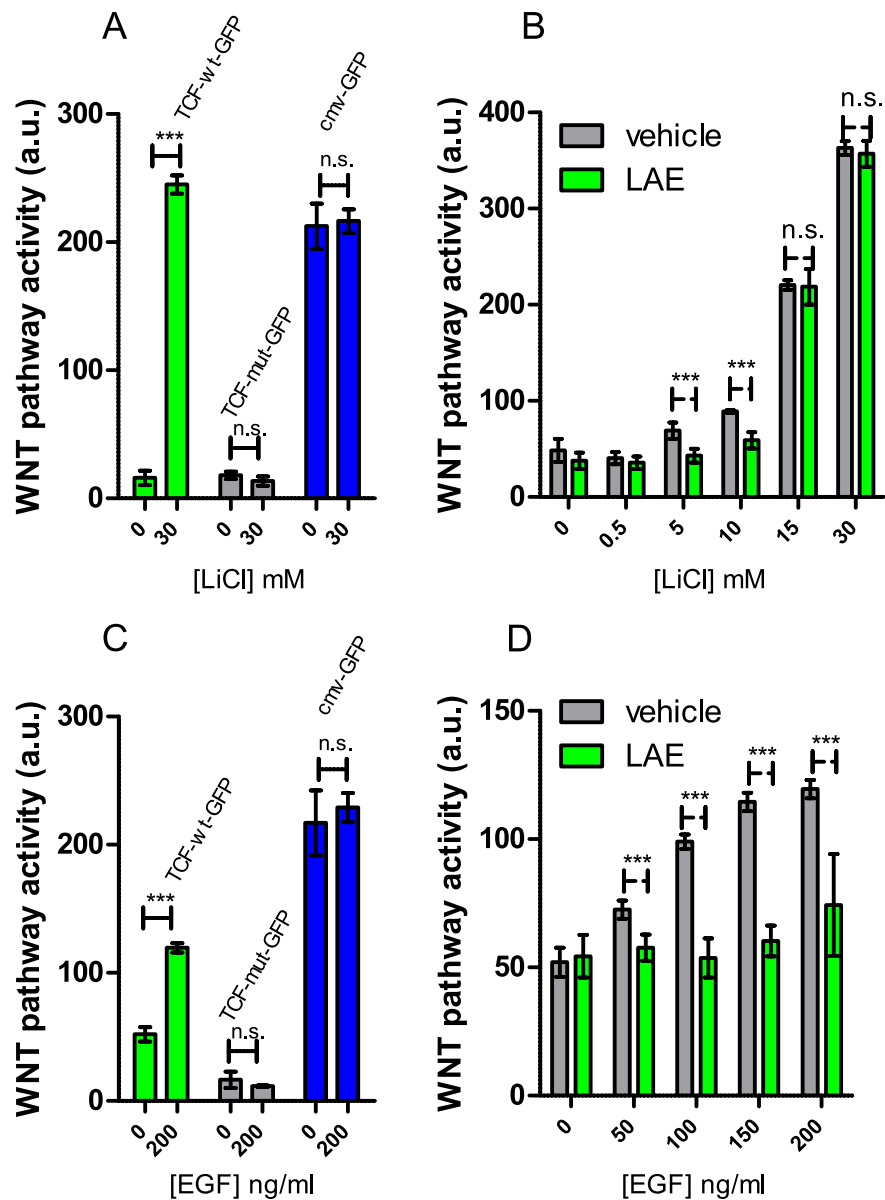 A
TCF-wt-GFP
cmv-GFP
TCF-mut-GFP
WNT pathway activity (a.u.)
300
200
100
0
***
n.s.
n.s.
0 30 0 30 0 30
[LiCl] mM
B
WNT pathway activity (a.u.)
400
300
200
100
0
vehicle
LAE
*** *** n.s. n.s.
0 0.5 5 10 15 30
[LiCl] mM
C
TCF-wt-GFP
cmv-GFP
TCF-mut-GFP
WNT pathway activity (a.u.)
300
200
100
0
***
n.s.
n.s.
0 200 0 200 0 200
[EGF] ng/ml
D
WNT pathway activity (a.u.)
150
100
50
0
vehicle
LAE
*** *** *** ***
0 50 100 150 200
[EGF] ng/ml